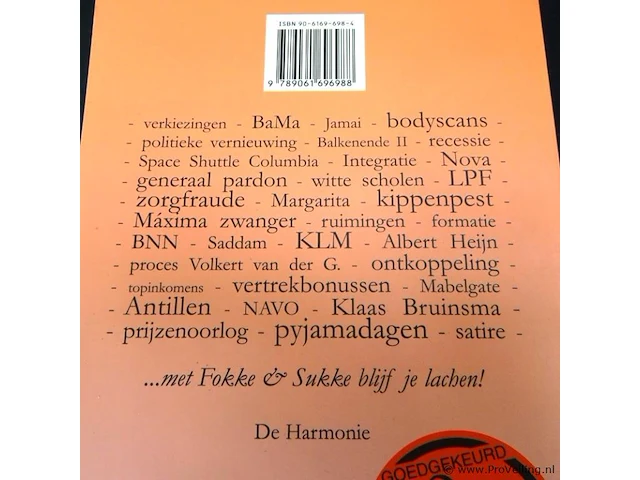 ISBN 90-6169-698-4
9 789061 696988
- verkiezingen - BaMa - Jamai - bodyscans -
- politieke vernieuwing - Balkenende II - recessie -
- Space Shuttle Columbia - Integratie - Nova -
- generaal pardon - witte scholen - LPF -
- zorgfraude - Margarita - kippenpest -
- Máxima zwanger - ruimingen - formatie -
- BNN - Saddam - KLM - Albert Heijn -
- proces Volkert van der G. - ontkoppeling -
- topinkomens - vertrekbonussen - Mabelgate -
- Antillen - NAVO - Klaas Bruinsma -
- prijzenoorlog - pyjamadagen - satire -
...met Fokke & Sukke blijf je lachen!
De Harmonie
GOEDGEKEURD
© www.ProVeiling.nl